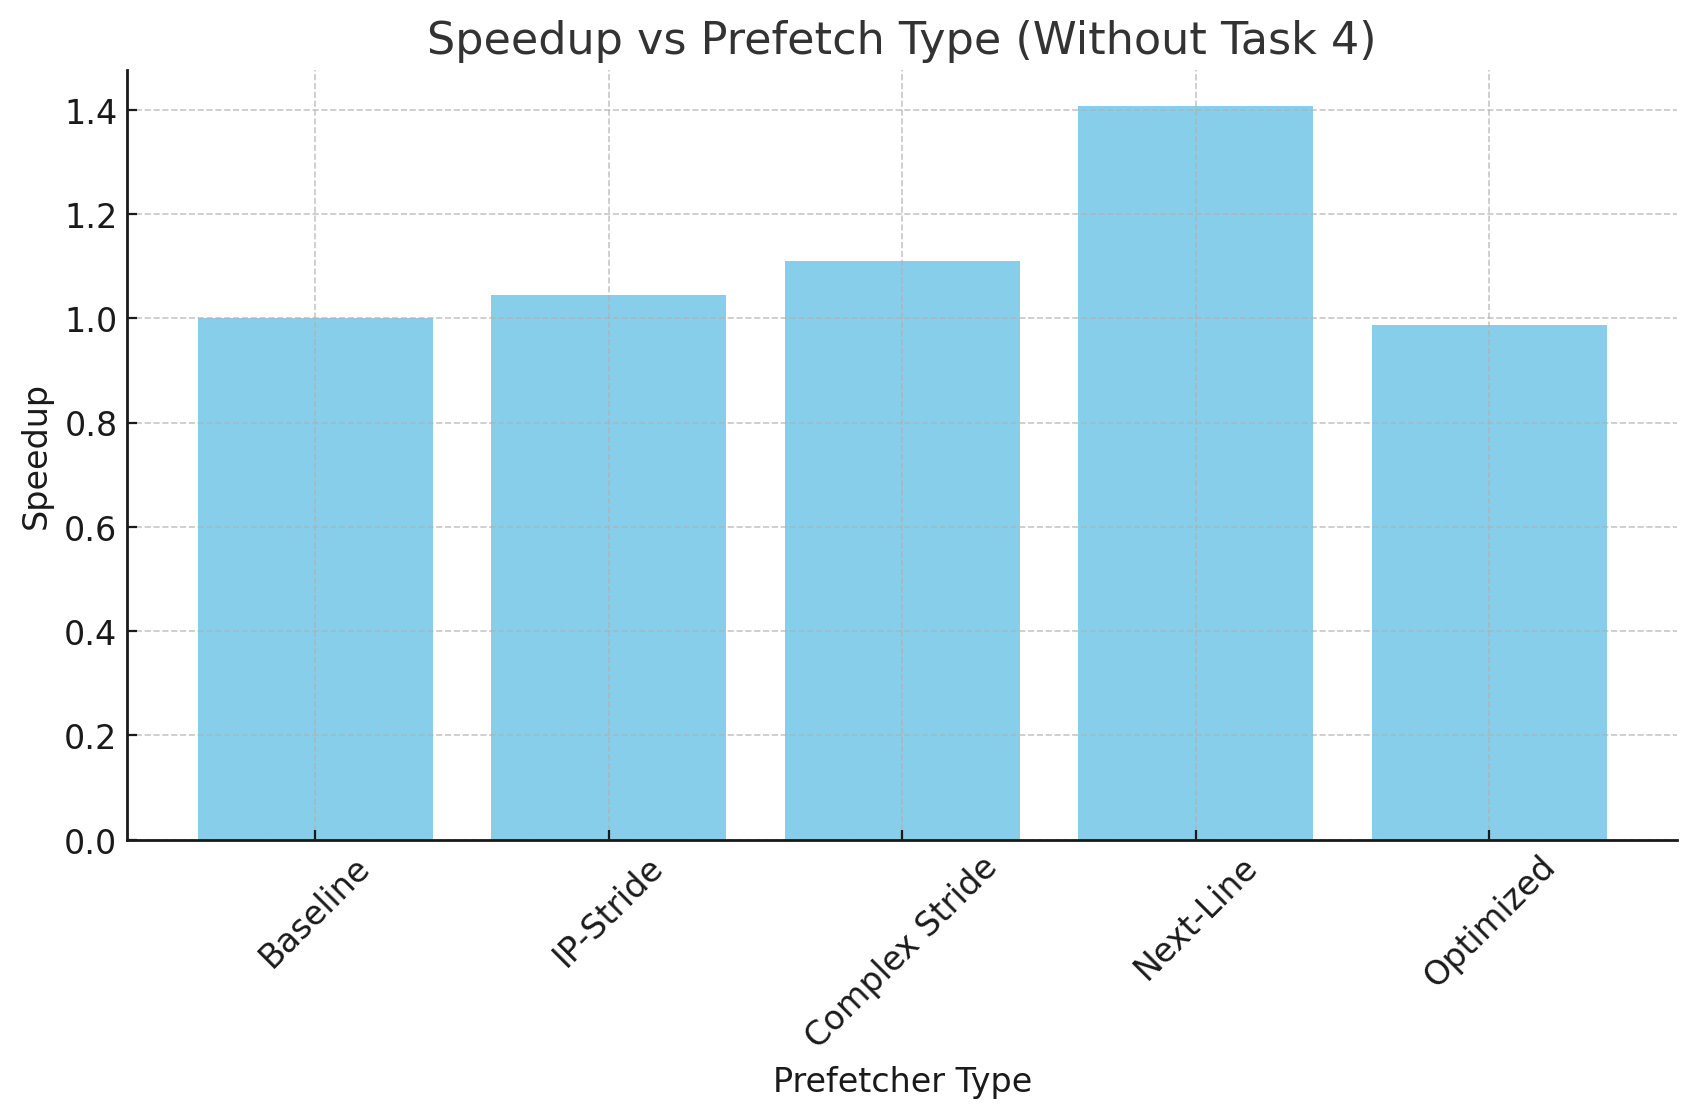 Speedup vs Prefetch Type (Without Task 4)
Speedup
1.4
1.2
1.0
0.8
0.6
0.4
0.2
0.0
Baseline
IP-Stride
Complex Stride
Next-Line
Optimized
Prefetcher Type